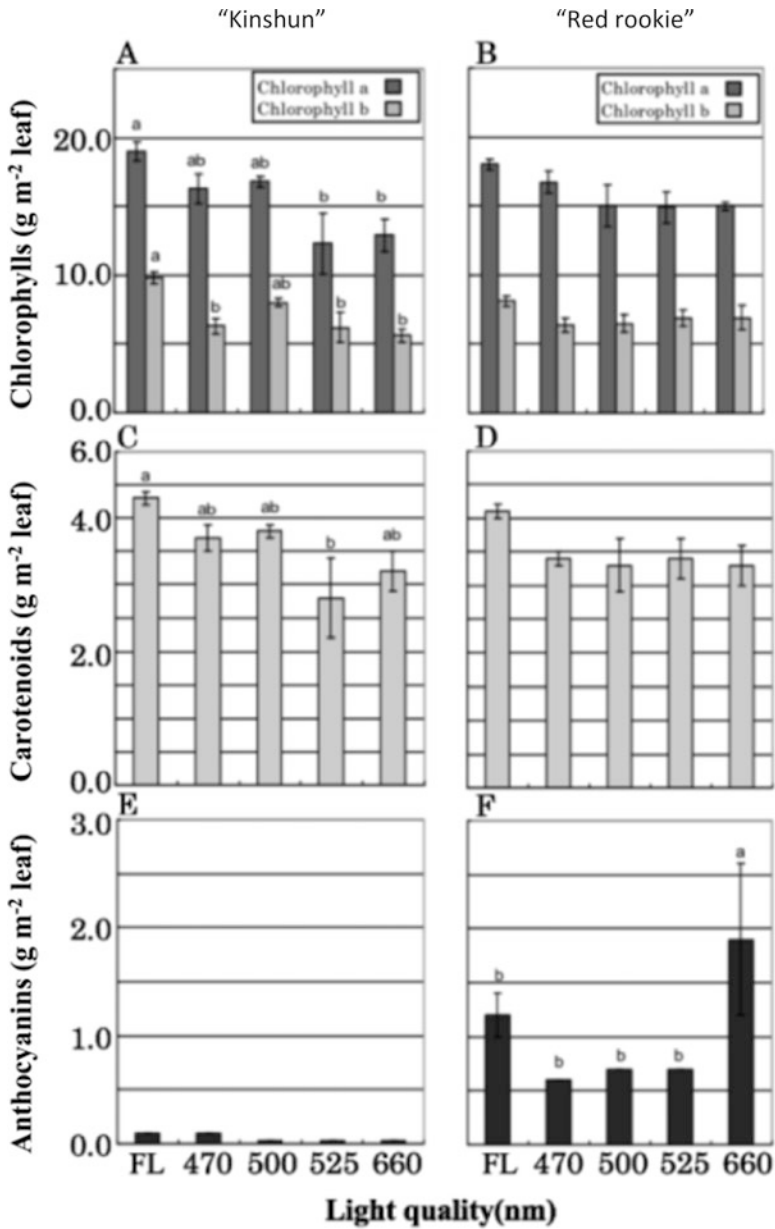 “Kinshun” “Red rookie”
A B
Chlorophyll a
Chlorophyll b
Chlorophyll a
Chlorophyll b
Chlorophylls (g m⁻² leaf)
20.0
10.0
0.0
a ab ab b b
a b ab b b
C D
Carotenoids (g m⁻² leaf)
6.0
4.0
2.0
0.0
a ab ab b ab
E F
Anthocyanins (g m⁻² leaf)
3.0
2.0
1.0
0.0
b b b b a
FL 470 500 525 660 FL 470 500 525 660
Light quality(nm)